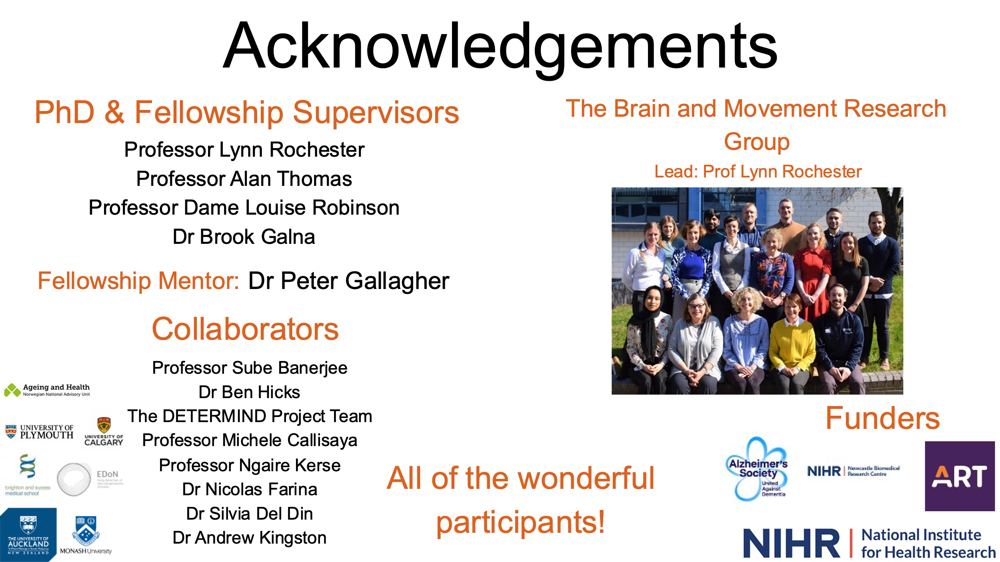 Acknowledgements
PhD & Fellowship Supervisors
Professor Lynn Rochester
Professor Alan Thomas
Professor Dame Louise Robinson
Dr Brook Galna
Fellowship Mentor: Dr Peter Gallagher
Collaborators
Professor Sube Banerjee
Dr Ben Hicks
The DETERMIND Project Team
Professor Michele Callisaya
Professor Ngaire Kerse
Dr Nicolas Farina
Dr Silvia Del Din
Dr Andrew Kingston
Ageing and Health
Norwegian National Advisory Unit
UNIVERSITY OF
PLYMOUTH
UNIVERSITY OF
CALGARY
brighton and sussex
medical school
EDoN
Early Detection of
Neurodegenerative
diseases
THE UNIVERSITY OF
AUCKLAND
NEW ZEALAND
MONASH University
The Brain and Movement Research
Group
Lead: Prof Lynn Rochester
All of the wonderful
participants!
Funders
Alzheimer's
Society
United
Against
Dementia
NIHR | Newcastle Biomedical
Research Centre
ART
NIHR | National Institute
for Health Research